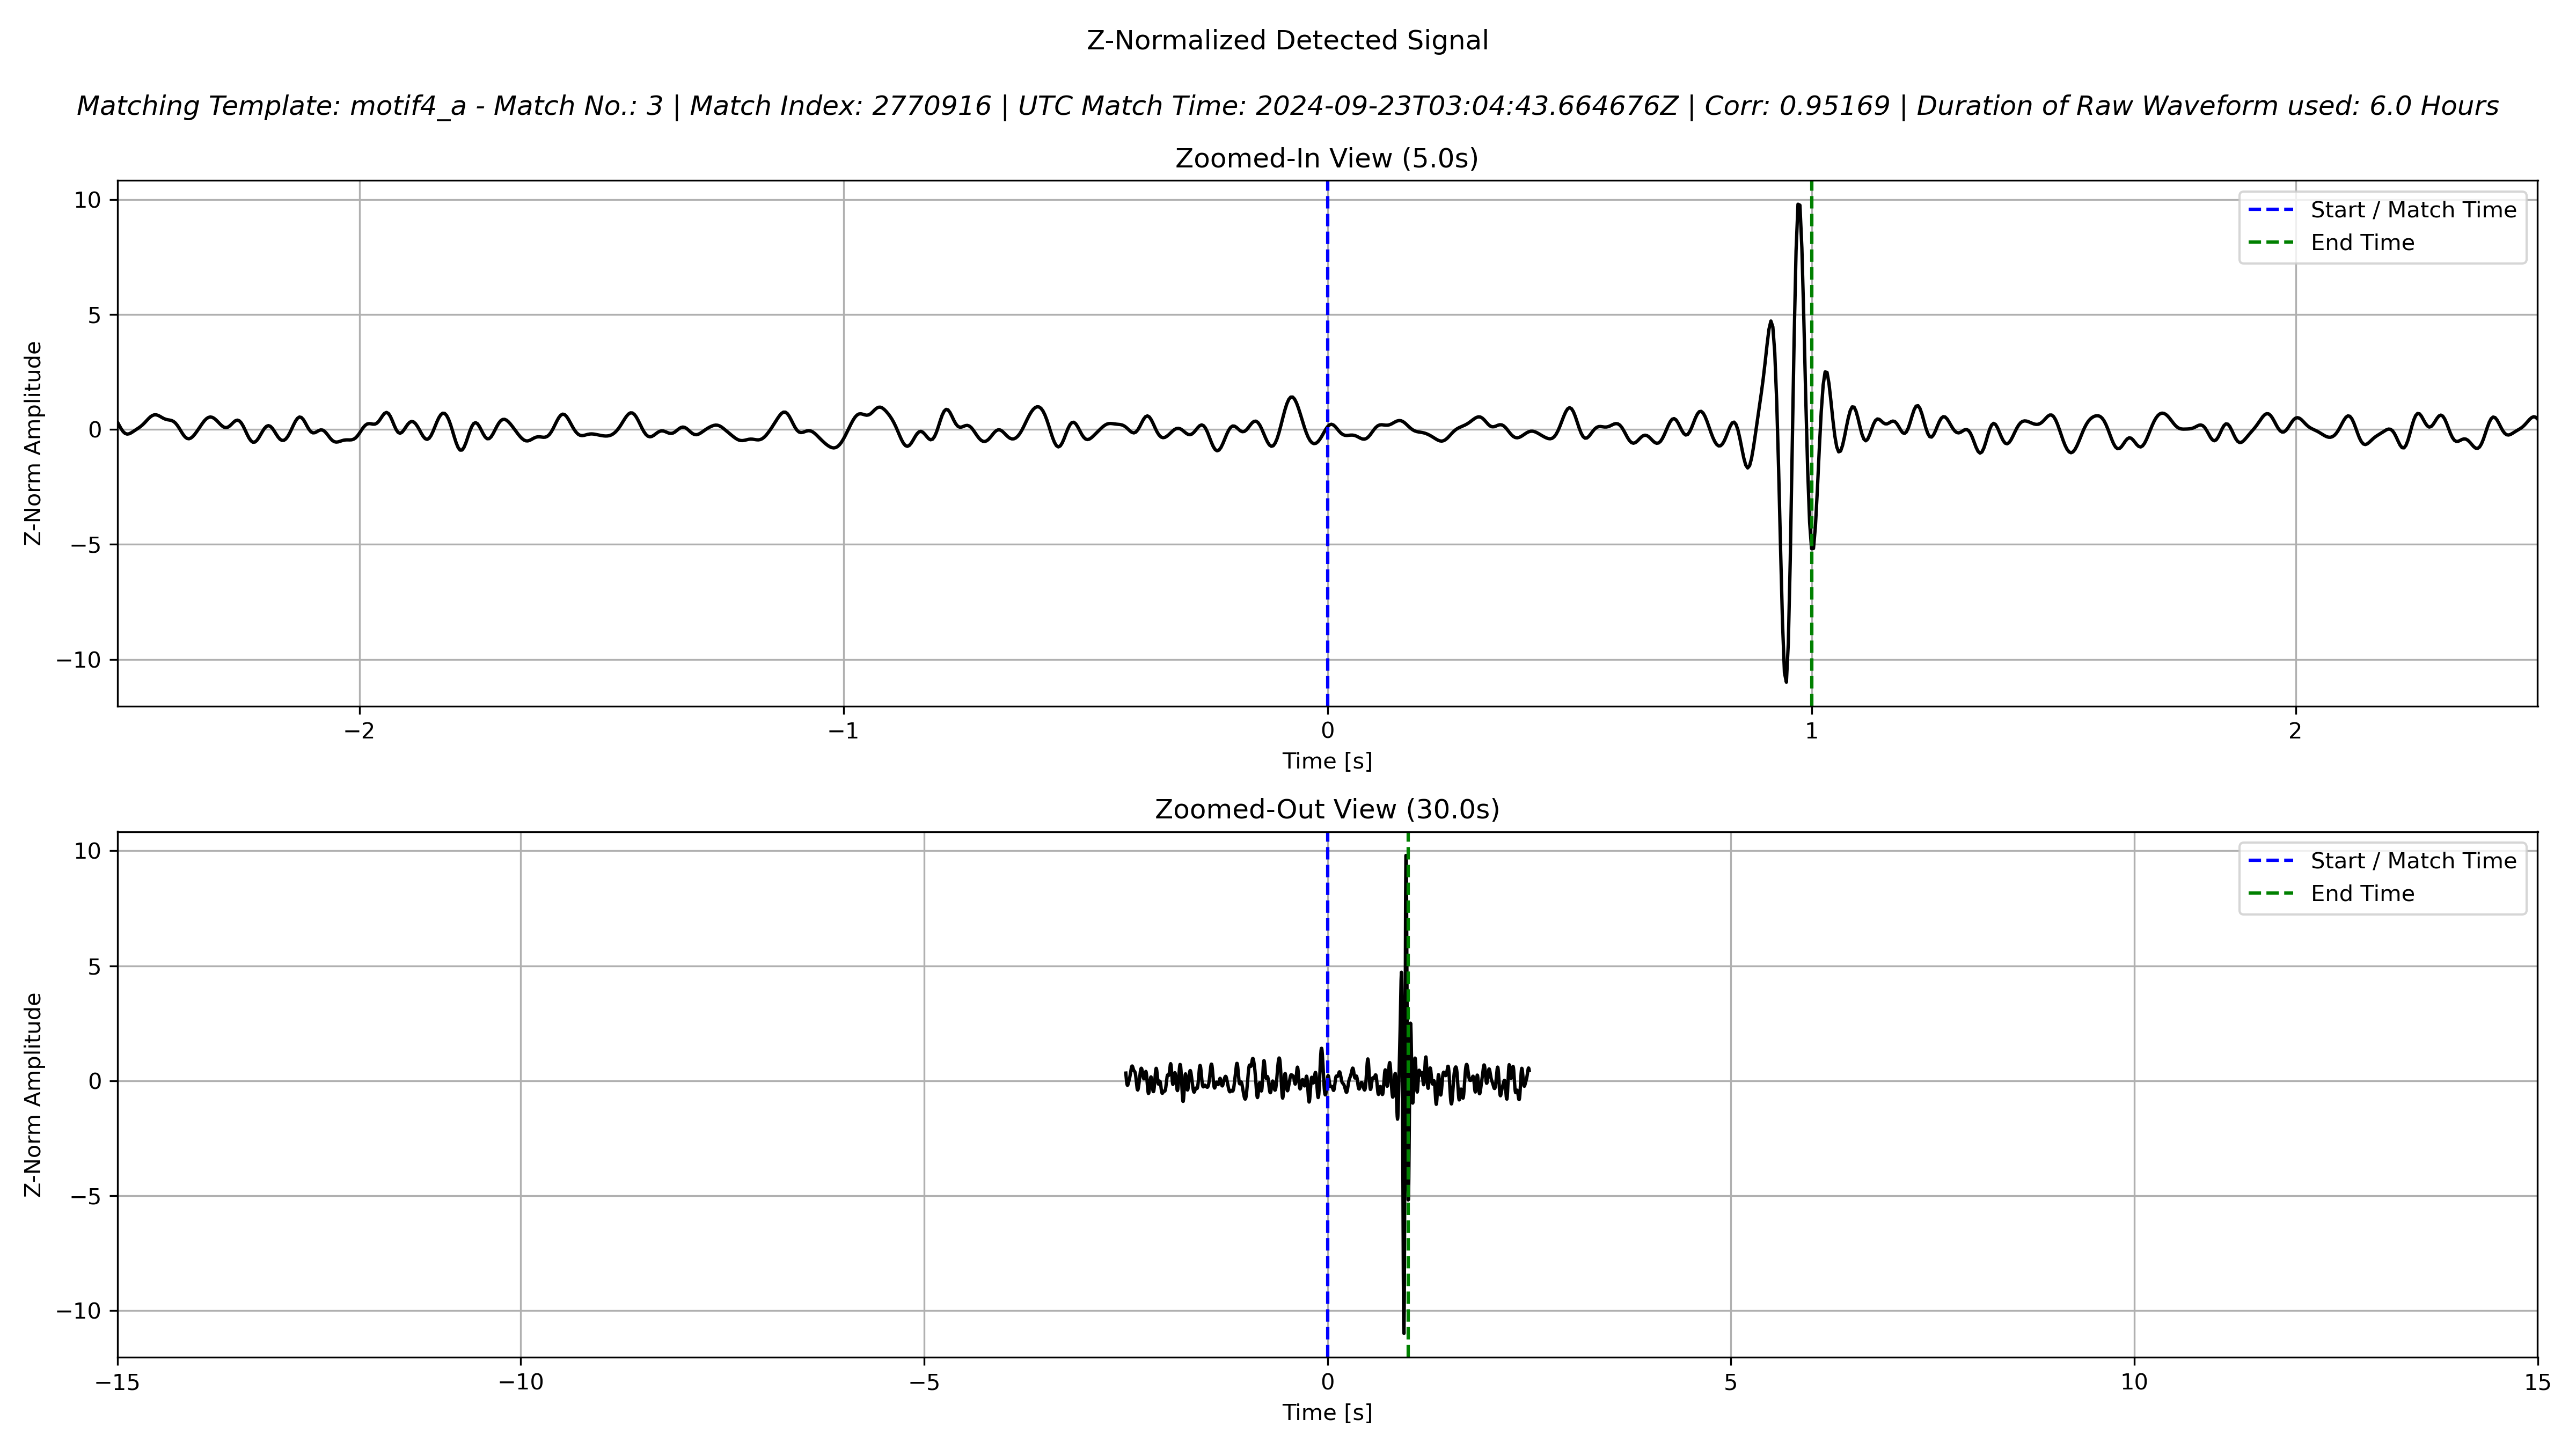 Z-Normalized Detected Signal
Matching Template: motif4_a - Match No.: 3 | Match Index: 2770916 | UTC Match Time: 2024-09-23T03:04:43.664676Z | Corr: 0.95169 | Duration of Raw Waveform used: 6.0 Hours
Zoomed-In View (5.0s)
Z-Norm Amplitude
10
5
0
−5
−10
Start / Match Time
End Time
−2
−1
0
1
2
Time [s]
Zoomed-Out View (30.0s)
Z-Norm Amplitude
10
5
0
−5
−10
Start / Match Time
End Time
−15
−10
−5
0
5
10
15
Time [s]